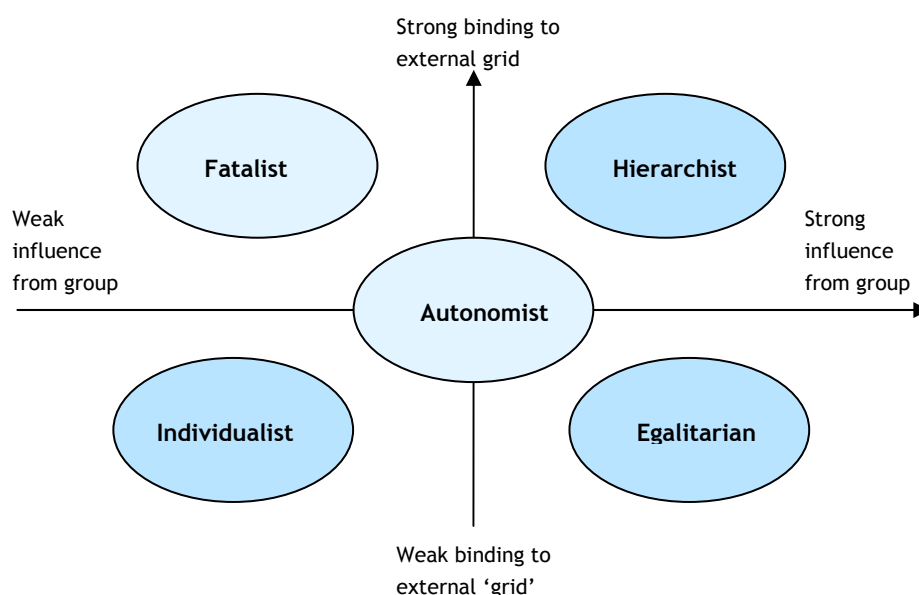 Strong binding to
external grid
Fatalist
Hierarchist
Weak
influence
from group
Strong
influence
from group
Autonomist
Individualist
Egalitarian
Weak binding to
external ‘grid’